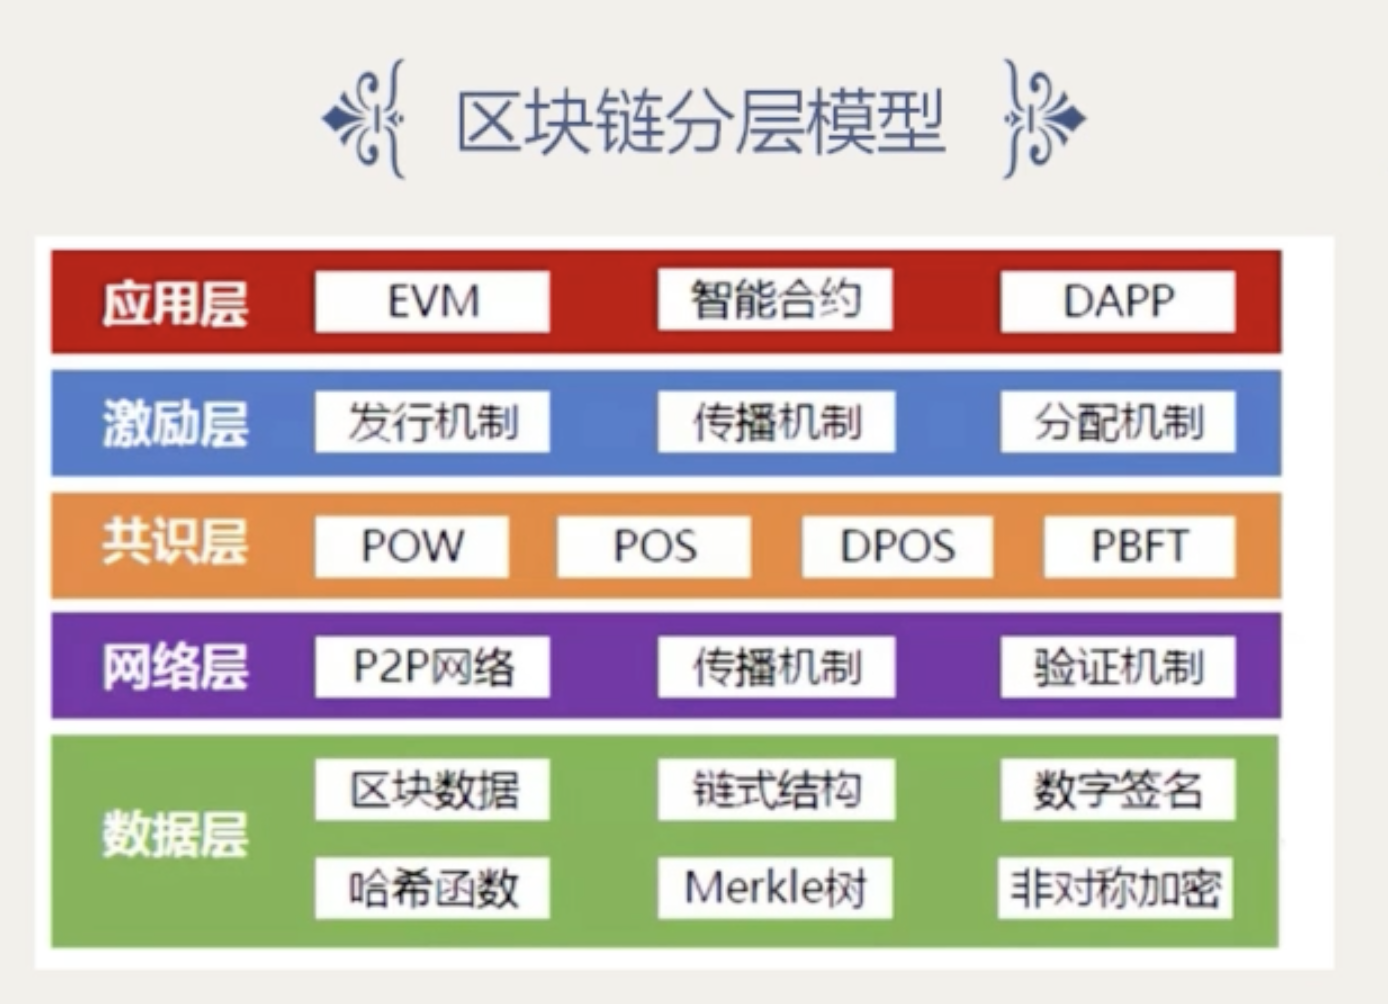 区块链分层模型
应用层 EVM 智能合约 DAPP
激励层 发行机制 传播机制 分配机制
共识层 POW POS DPOS PBFT
网络层 P2P网络 传播机制 验证机制
数据层 区块数据 链式结构 数字签名
哈希函数 Merkle树 非对称加密